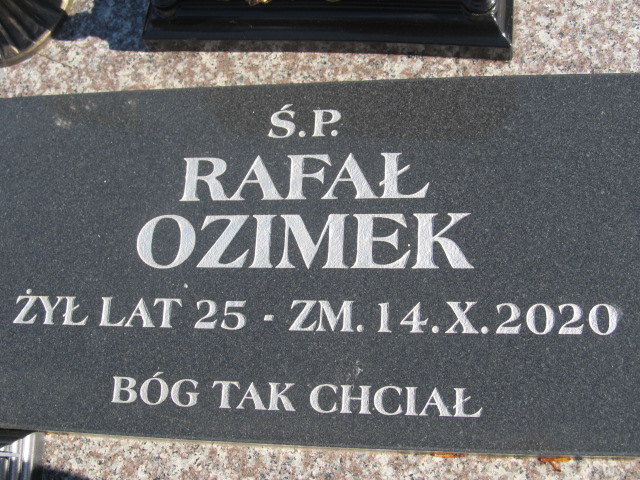 Ś.P.
RAFAŁ
OZIMEK
ŻYŁ LAT 25 - ZM. 14.X.2020
BÓG TAK CHCIAŁ